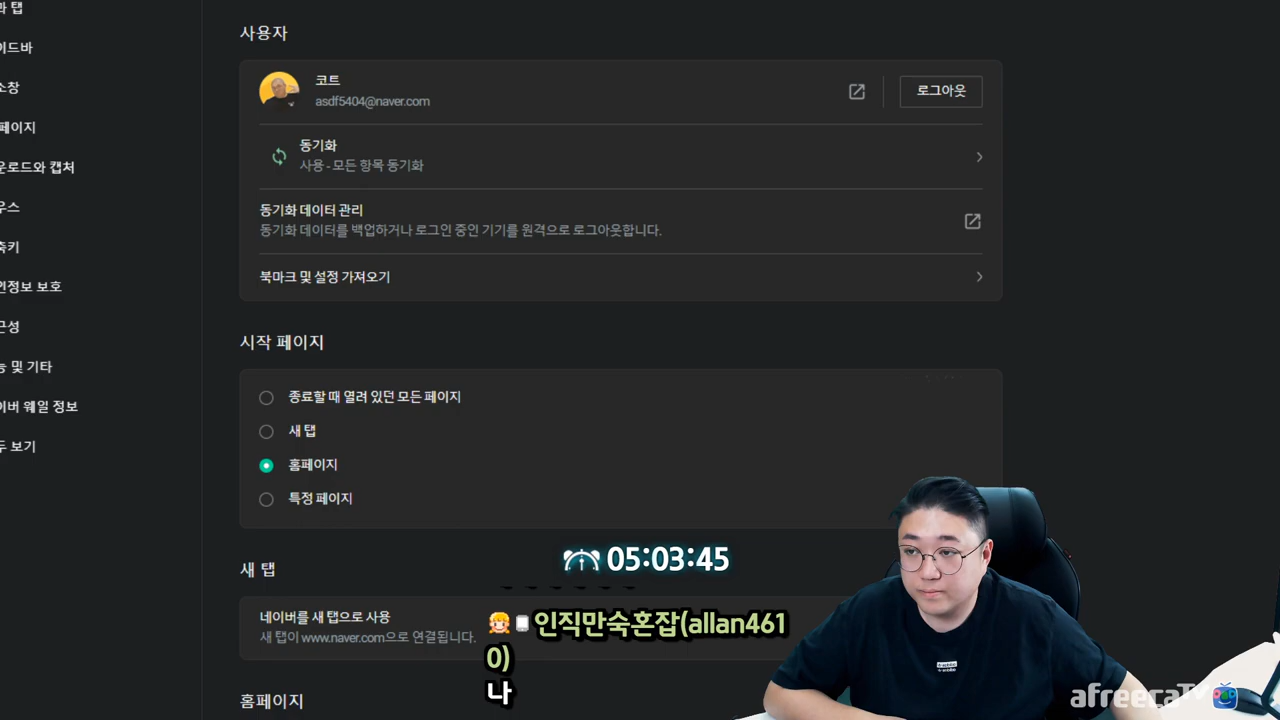 사용자
코트
asdf5404@naver.com
로그아웃
동기화
사용 - 모든 항목 동기화
동기화 데이터 관리
동기화 데이터를 백업하거나 로그인 중인 기기를 원격으로 로그아웃합니다.
북마크 및 설정 가져오기
탭
이드바
소창
페이지
운로드와 캡처
우스
축키
인정보 보호
근성
능 및 기타
이버 웨일 정보
두 보기
시작 페이지
종료할 때 열려 있던 모든 페이지
새 탭
홈페이지
특정 페이지
05:03:45
새 탭
네이버를 새 탭으로 사용
새 탭이 www.naver.com으로 연결됩니다.
인직만숙혼잡(allan461
0)
나
홈페이지
afreecaTV